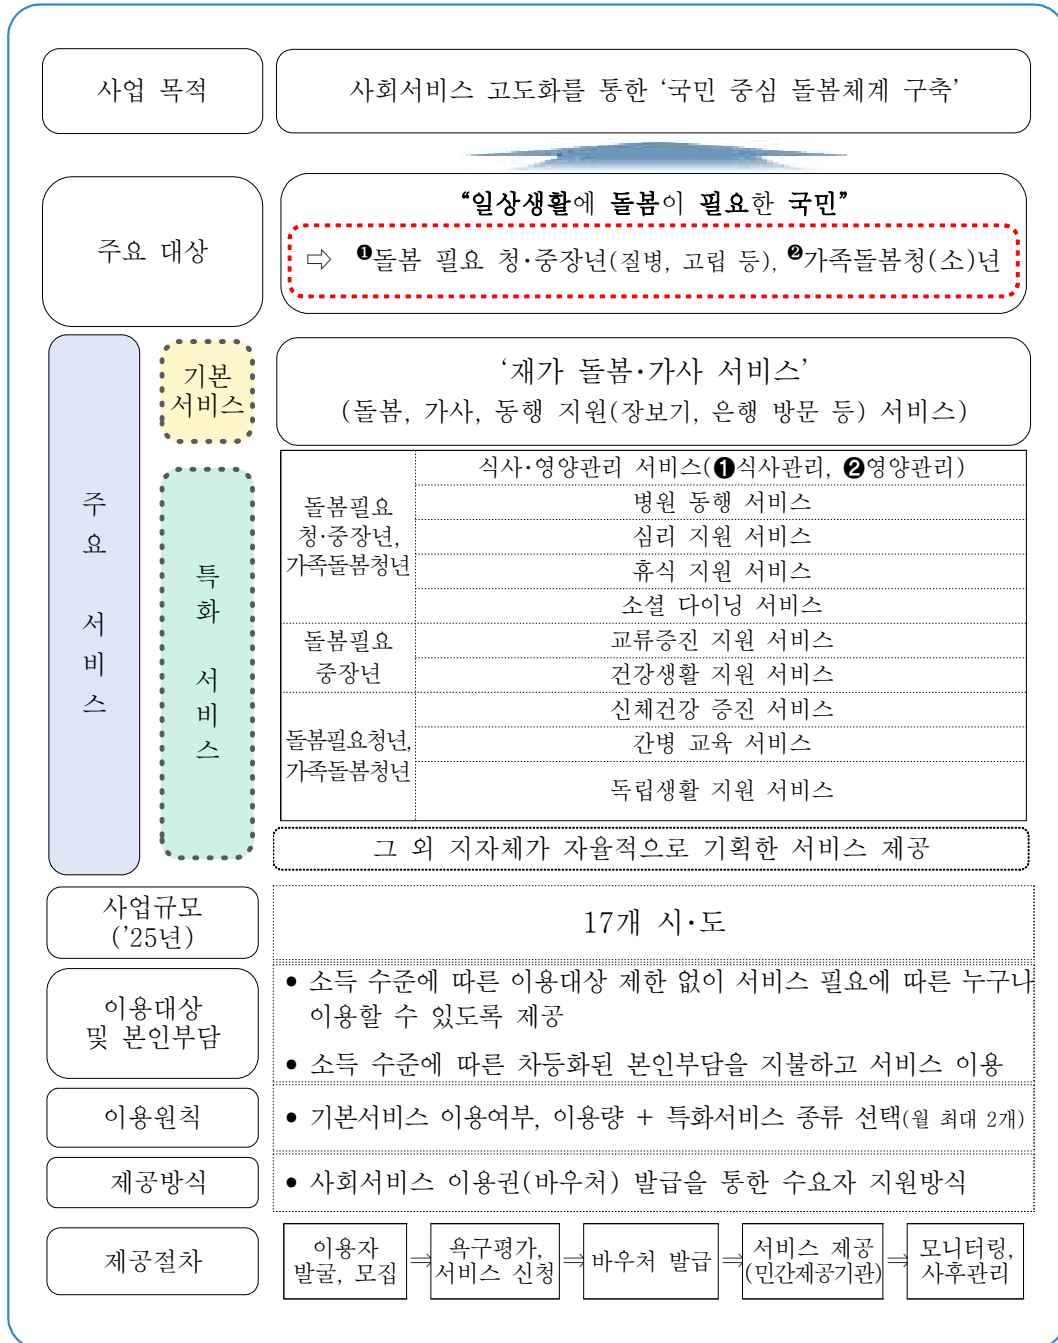 사업 목적
사회서비스 고도화를 통한 ‘국민 중심 돌봄체계 구축’
주요 대상
“일상생활에 돌봄이 필요한 국민”
⇨ ❶돌봄 필요 청·중장년(질병, 고립 등), ❷가족돌봄청(소)년
주요 서비스
기본
서비스
‘재가 돌봄·가사 서비스’
(돌봄, 가사, 동행 지원(장보기, 은행 방문 등) 서비스)
특화 서비스
돌봄필요
청·중장년,
가족돌봄청년
식사·영양관리 서비스(❶식사관리, ❷영양관리)
병원 동행 서비스
심리 지원 서비스
휴식 지원 서비스
소셜 다이닝 서비스
돌봄필요
중장년
교류증진 지원 서비스
건강생활 지원 서비스
돌봄필요청년,
가족돌봄청년
신체건강 증진 서비스
간병 교육 서비스
독립생활 지원 서비스
그 외 지자체가 자율적으로 기획한 서비스 제공
사업규모
(’25년)
17개 시·도
이용대상
및 본인부담
• 소득 수준에 따른 이용대상 제한 없이 서비스 필요에 따른 누구나
이용할 수 있도록 제공
• 소득 수준에 따른 차등화된 본인부담을 지불하고 서비스 이용
이용원칙
• 기본서비스 이용여부, 이용량 + 특화서비스 종류 선택(월 최대 2개)
제공방식
• 사회서비스 이용권(바우처) 발급을 통한 수요자 지원방식
제공절차
이용자
발굴, 모집
⇒
욕구평가,
서비스 신청
⇒
바우처 발급
⇒
서비스 제공
(민간제공기관)
⇒
모니터링,
사후관리